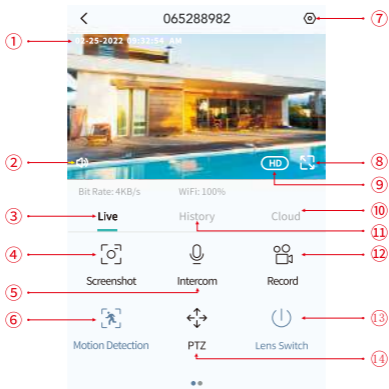 065288982
⑦
① 02-25-2022 09:32:54 AM
② HD ⑧
⑨
Bit Rate: 4KB/s WiFi: 100%
③ Live History Cloud ⑩
⑪
④ ⑫
Screenshot Intercom Record
⑤
⑥ ⑬
Motion Detection PTZ Lens Switch
⑭